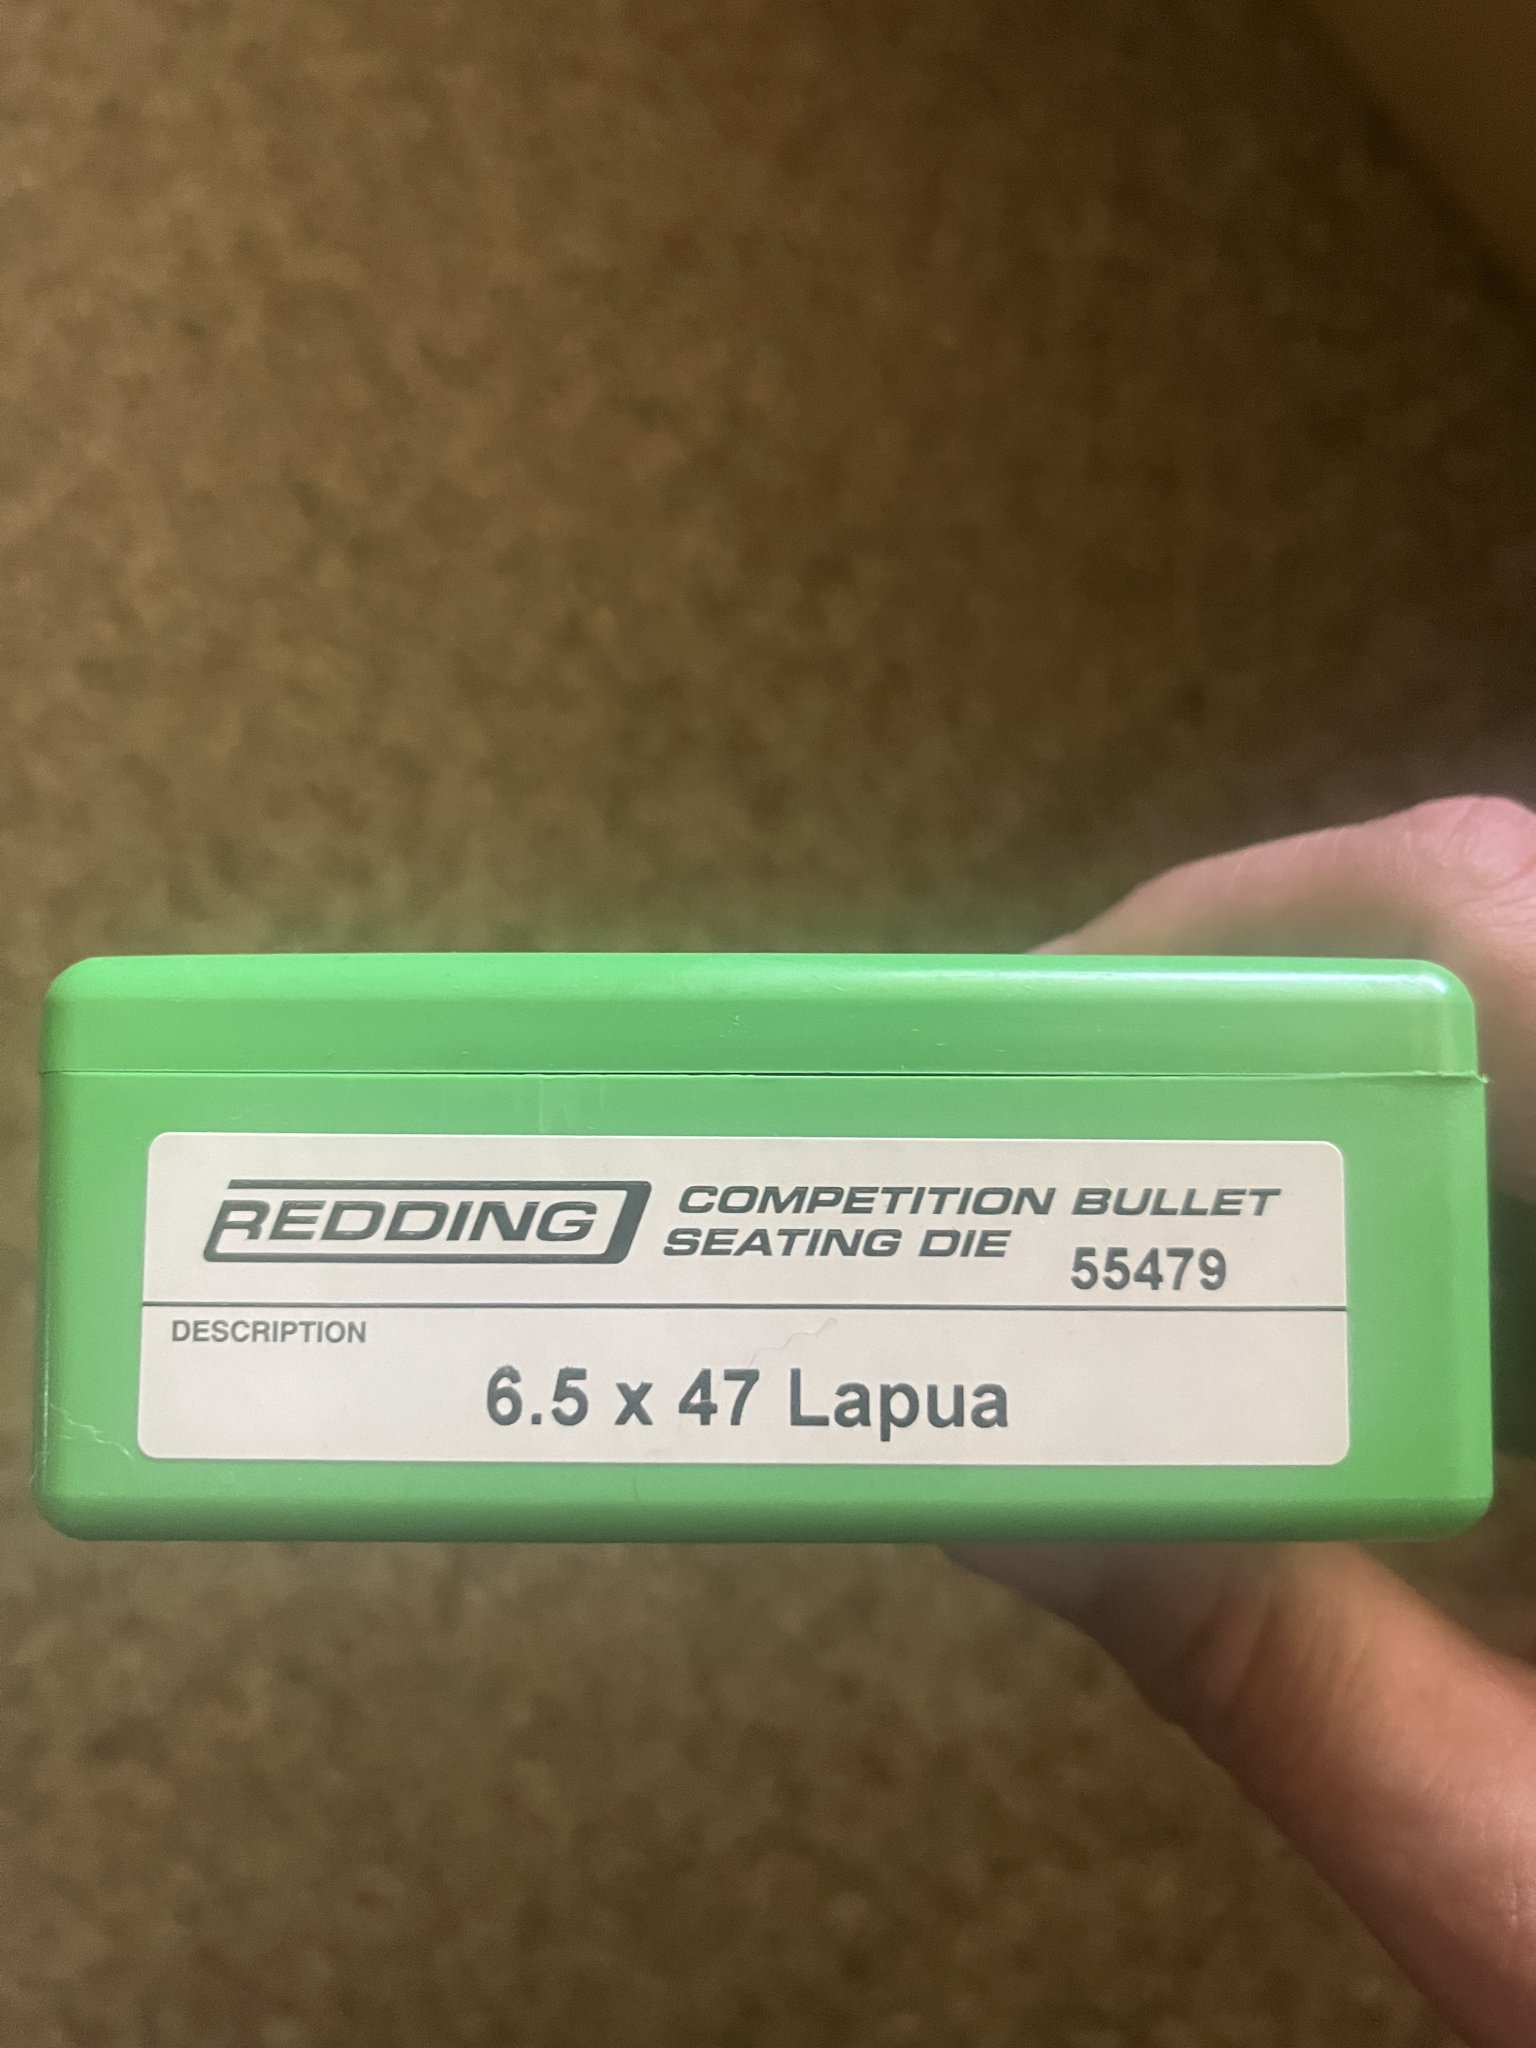 REDDING COMPETITION BULLET
SEATING DIE 55479
DESCRIPTION
6.5 x 47 Lapua